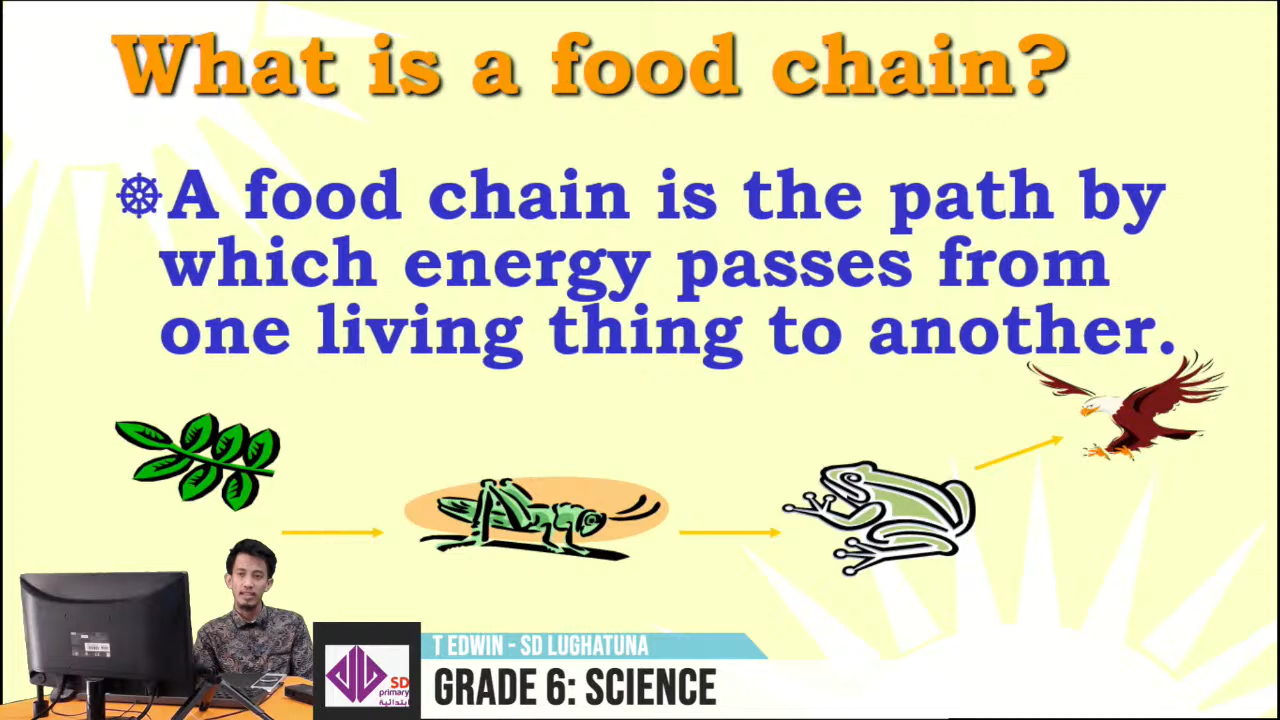 What is a food chain?
A food chain is the path by
which energy passes from
one living thing to another.
T EDWIN - SD LUGHATUNA
GRADE 6: SCIENCE
SD
primary
ابتدائية